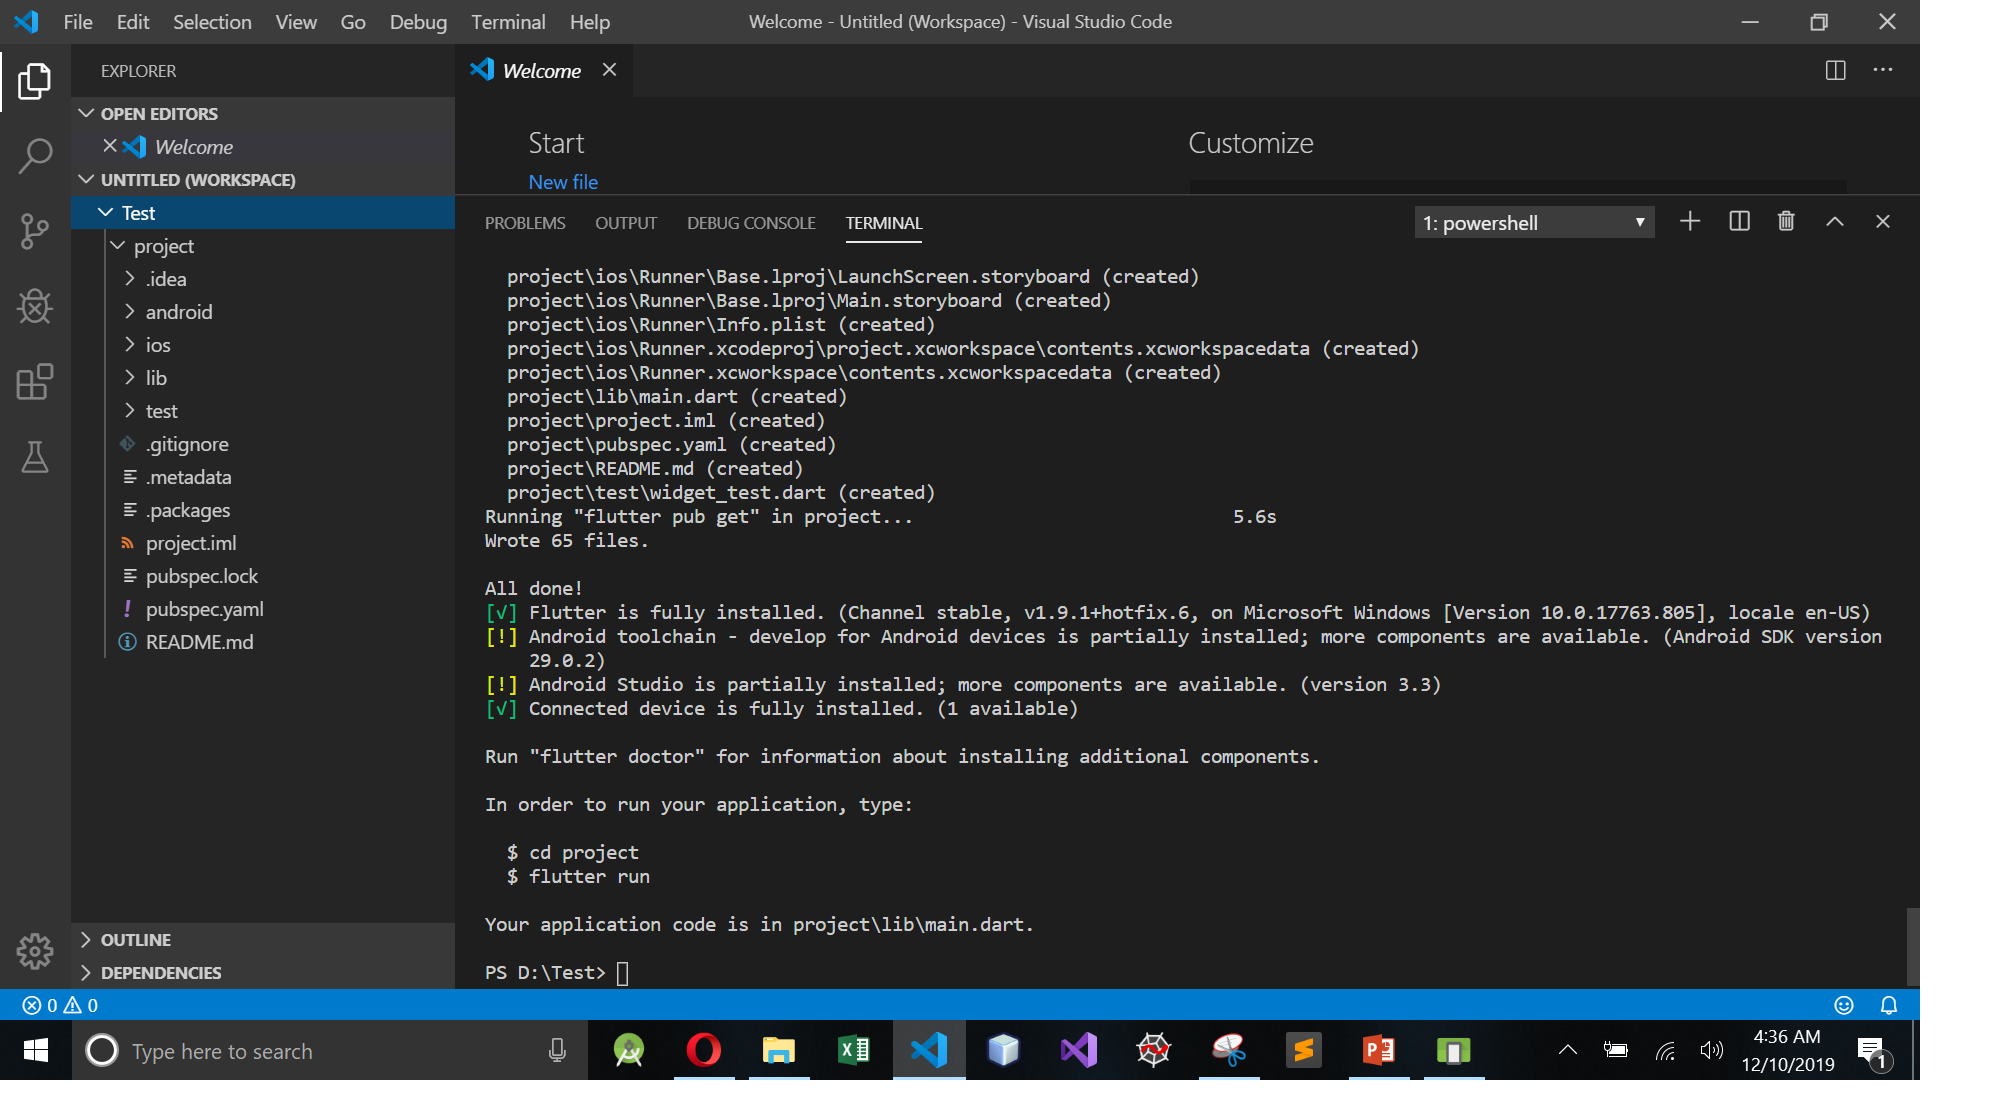 File Edit Selection View Go Debug Terminal Help
Welcome - Untitled (Workspace) - Visual Studio Code
EXPLORER
OPEN EDITORS
Welcome
UNTITLED (WORKSPACE)
Test
project
.idea
android
ios
lib
test
.gitignore
.metadata
.packages
project.iml
pubspec.lock
pubspec.yaml
README.md
OUTLINE
DEPENDENCIES
Welcome
Start
New file
Customize
PROBLEMS OUTPUT DEBUG CONSOLE TERMINAL
1: powershell
project\ios\Runner\Base.lproj\LaunchScreen.storyboard (created)
project\ios\Runner\Base.lproj\Main.storyboard (created)
project\ios\Runner\Info.plist (created)
project\ios\Runner.xcodeproj\project.xcworkspace\contents.xcworkspacedata (created)
project\ios\Runner.xcworkspace\contents.xcworkspacedata (created)
project\lib\main.dart (created)
project\project.iml (created)
project\pubspec.yaml (created)
project\README.md (created)
project\test\widget_test.dart (created)
Running "flutter pub get" in project... 5.6s
Wrote 65 files.
All done!
[√] Flutter is fully installed. (Channel stable, v1.9.1+hotfix.6, on Microsoft Windows [Version 10.0.17763.805], locale en-US)
[!] Android toolchain - develop for Android devices is partially installed; more components are available. (Android SDK version
29.0.2)
[!] Android Studio is partially installed; more components are available. (version 3.3)
[√] Connected device is fully installed. (1 available)
Run "flutter doctor" for information about installing additional components.
In order to run your application, type:
$ cd project
$ flutter run
Your application code is in project\lib\main.dart.
PS D:\Test>
0 0
Type here to search
4:36 AM
12/10/2019
1